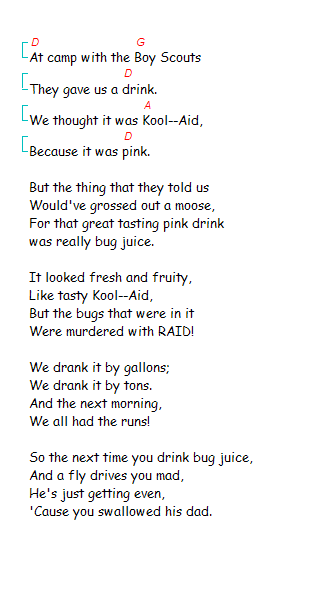 D G
At camp with the Boy Scouts
D
They gave us a drink.
A
We thought it was Kool--Aid,
D
Because it was pink.
But the thing that they told us
Would've grossed out a moose,
For that great tasting pink drink
was really bug juice.
It looked fresh and fruity,
Like tasty Kool--Aid,
But the bugs that were in it
Were murdered with RAID!
We drank it by gallons;
We drank it by tons.
And the next morning,
We all had the runs!
So the next time you drink bug juice,
And a fly drives you mad,
He's just getting even,
'Cause you swallowed his dad.